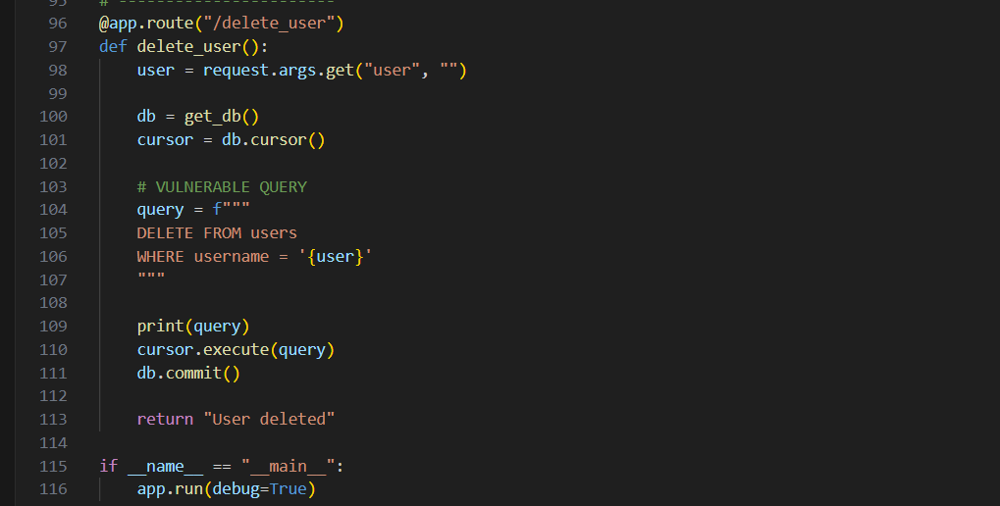 95 # -----------------------
96 @app.route("/delete_user")
97 def delete_user():
98     user = request.args.get("user", "")
99
100     db = get_db()
101     cursor = db.cursor()
102
103     # VULNERABLE QUERY
104     query = f"""
105     DELETE FROM users
106     WHERE username = '{user}'
107     """
108
109     print(query)
110     cursor.execute(query)
111     db.commit()
112
113     return "User deleted"
114
115 if __name__ == "__main__":
116     app.run(debug=True)